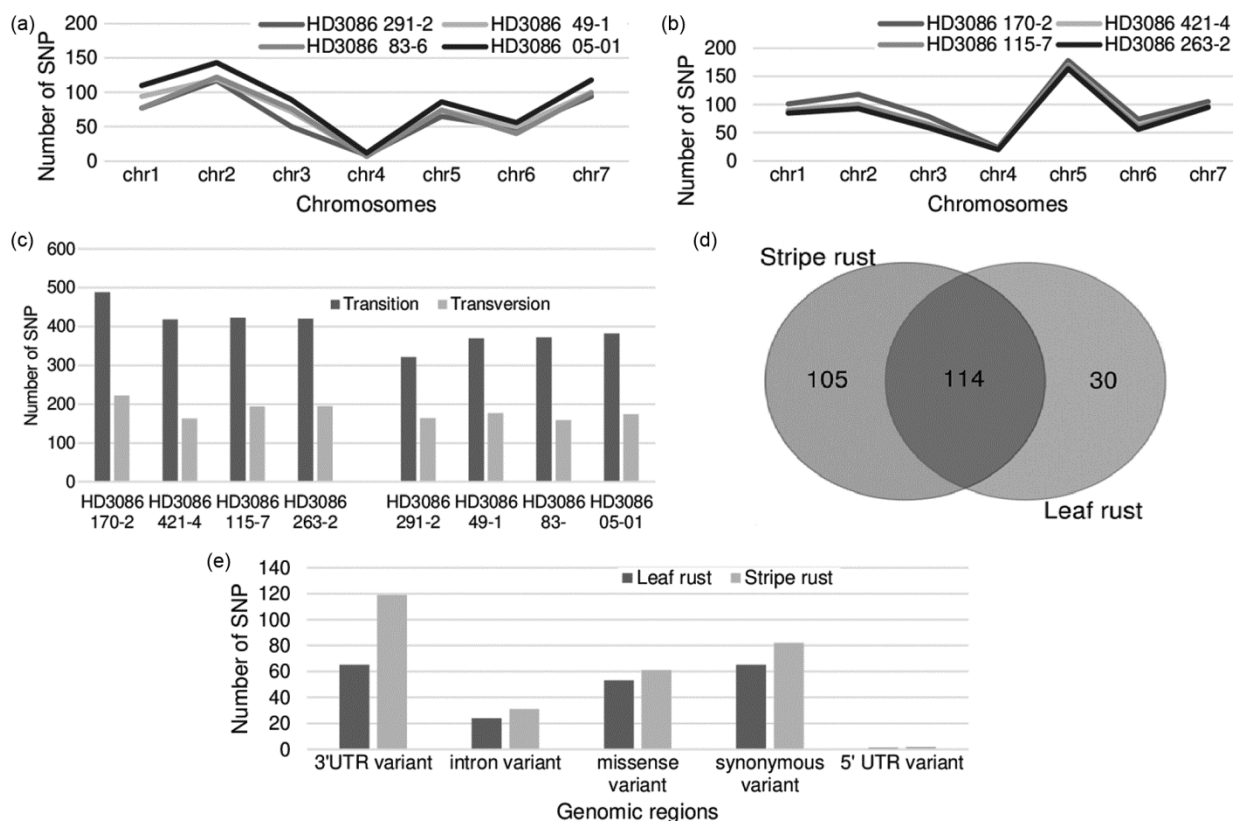 (a)
HD3086 291-2
HD3086 49-1
HD3086 83-6
HD3086 05-01
Number of SNP
200
150
100
50
0
chr1 chr2 chr3 chr4 chr5 chr6 chr7
Chromosomes
(b)
HD3086 170-2
HD3086 421-4
HD3086 115-7
HD3086 263-2
Number of SNP
200
150
100
50
0
chr1 chr2 chr3 chr4 chr5 chr6 chr7
Chromosomes
(c)
Number of SNP
600
500
400
300
200
100
0
Transition Transversion
HD3086 HD3086 HD3086 HD3086 HD3086 HD3086 HD3086 HD3086
170-2 421-4 115-7 263-2 291-2 49-1 83- 05-01
(d)
Stripe rust
105 114 30
Leaf rust
(e)
Number of SNP
140
120
100
80
60
40
20
0
Leaf rust Stripe rust
3'UTR variant intron variant missense synonymous 5' UTR variant
variant variant
Genomic regions